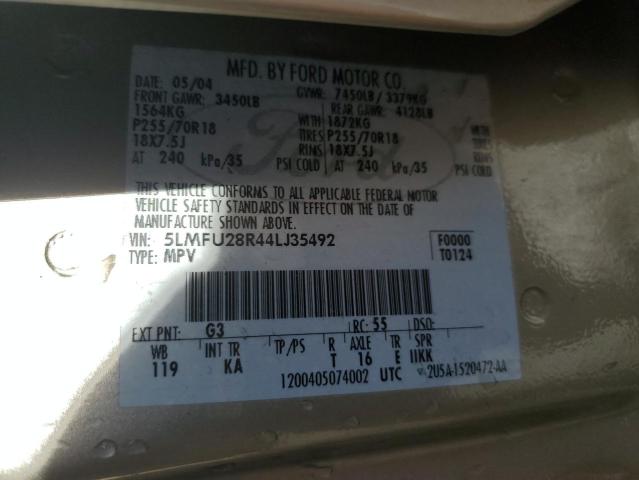 MFD. BY FORD MOTOR CO.
DATE: 05/04 GVWR: 7450LB / 3379KG
FRONT GAWR: 3450LB REAR GAWR: 4128LB
1564KG WITH 1872KG WITH
P255/70R18 TIRES P255/70R18 TIRES
18X7.5J RIMS 18X7.5J RIMS
AT 240 kPa/35 PSI COLD AT 240 kPa/35 PSI COLD
Ford
THIS VEHICLE CONFORMS TO ALL APPLICABLE FEDERAL MOTOR
VEHICLE SAFETY STANDARDS IN EFFECT ON THE DATE OF
MANUFACTURE SHOWN ABOVE.
VIN: 5LMFU28R44LJ35492 F0000
TYPE: MPV T0124
EXT PNT: G3 RC: 55 DSO:
WB INT TR TP/PS R AXLE TR SPR
119 KA T 16 E IIKK
1200405074002 UTC 2U5A-1520472-AA